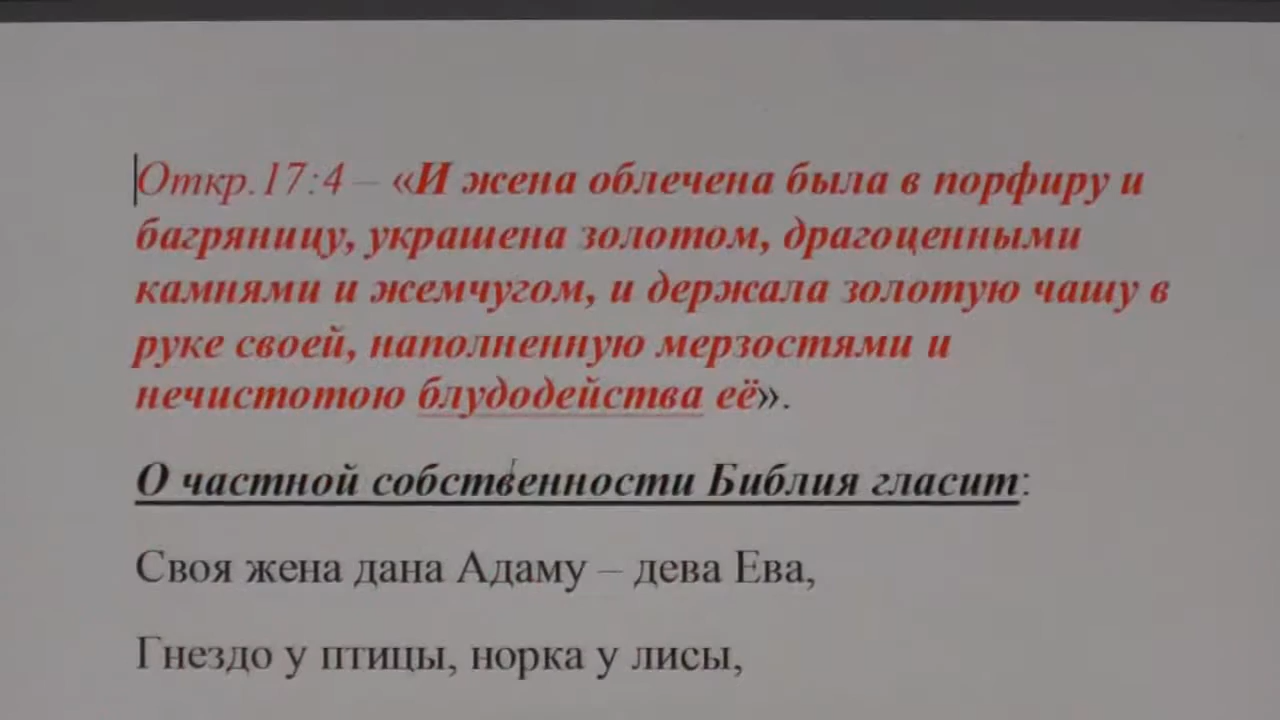 Откр.17:4 – «И жена облечена была в порфиру и
багряницу, украшена золотом, драгоценными
камнями и жемчугом, и держала золотую чашу в
руке своей, наполненную мерзостями и
нечистотою блудодейства её».
О частной собственности Библия гласит:
Своя жена дана Адаму – дева Ева,
Гнездо у птицы, норка у лисы,